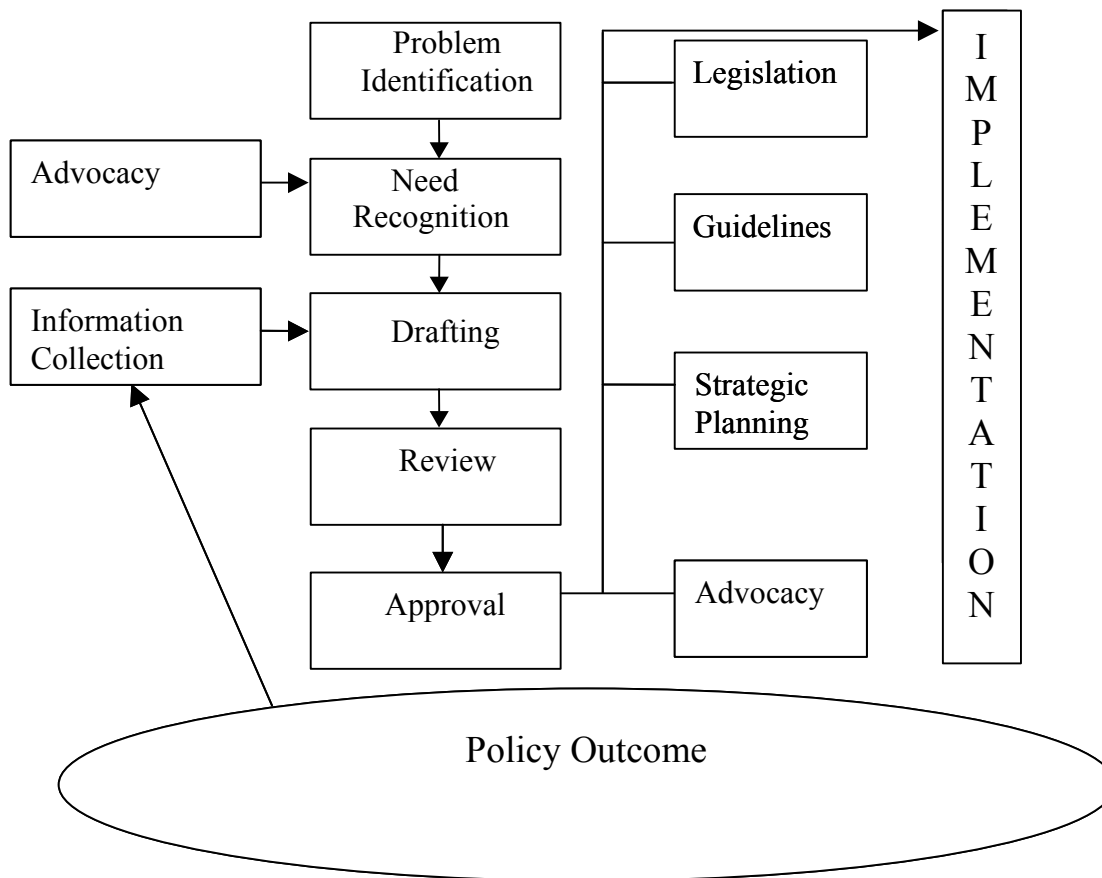 Problem
Identification
Advocacy
Need
Recognition
Information
Collection
Drafting
Review
Approval
Legislation
Guidelines
Strategic
Planning
Advocacy
I
M
P
L
E
M
E
N
T
A
T
I
O
N
Policy Outcome